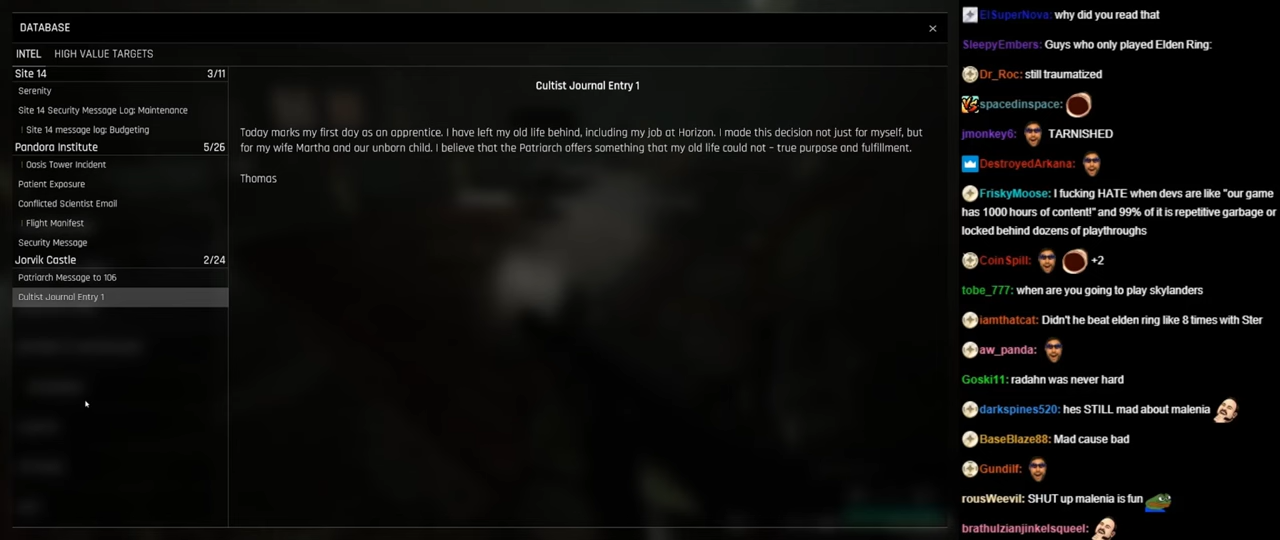 DATABASE
×
INTEL HIGH VALUE TARGETS
Site 14 3/11
Serenity
Site 14 Security Message Log: Maintenance
Site 14 message log: Budgeting
Pandora Institute 5/26
Oasis Tower Incident
Patient Exposure
Conflicted Scientist Email
Flight Manifest
Security Message
Jorvik Castle 2/24
Patriarch Message to 106
Cultist Journal Entry 1
Cultist Journal Entry 1
Today marks my first day as an apprentice. I have left my old life behind, including my job at Horizon. I made this decision not just for myself, but
for my wife Martha and our unborn child. I believe that the Patriarch offers something that my old life could not – true purpose and fulfillment.
Thomas
ElSuperNova: why did you read that
SleepyEmbers: Guys who only played Elden Ring:
Dr_Roc: still traumatized
spacedinspace:
jmonkey6: TARNISHED
DestroyedArkana:
FriskyMoose: I fucking HATE when devs are like "our game
has 1000 hours of content!" and 99% of it is repetitive garbage or
locked behind dozens of playthroughs
CoinSpill: +2
tobe_777: when are you going to play skylanders
iamthatcat: Didn't he beat elden ring like 8 times with Ster
aw_panda:
Goski11: radahn was never hard
darkspines520: hes STILL mad about malenia
BaseBlaze88: Mad cause bad
Gundilf:
rousWeevil: SHUT up malenia is fun
brathulzianjinkelsqueel: